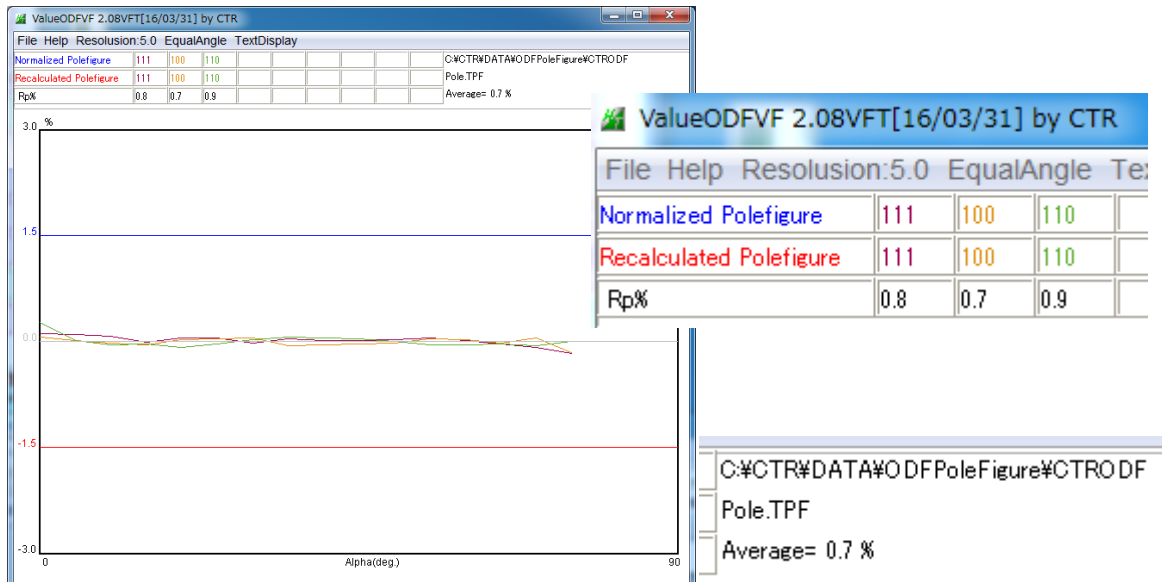 ValueODFVF 2.08VFT[16/03/31] by CTR
File Help Resolusion:5.0 EqualAngle TextDisplay
Normalized Polefigure 111 100 110 C:¥CTR¥DATA¥ODFPoleFigure¥CTRODF
Recalculated Polefigure 111 100 110 Pole.TPF
Rp% 0.8 0.7 0.9 Average= 0.7 %
3.0 %
1.5
0.0
-1.5
-3.0
0 Alpha(deg.) 90
ValueODFVF 2.08VFT[16/03/31] by CTR
File Help Resolusion:5.0 EqualAngle Te
Normalized Polefigure 111 100 110
Recalculated Polefigure 111 100 110
Rp% 0.8 0.7 0.9
C:¥CTR¥DATA¥ODFPoleFigure¥CTRODF
Pole.TPF
Average= 0.7 %